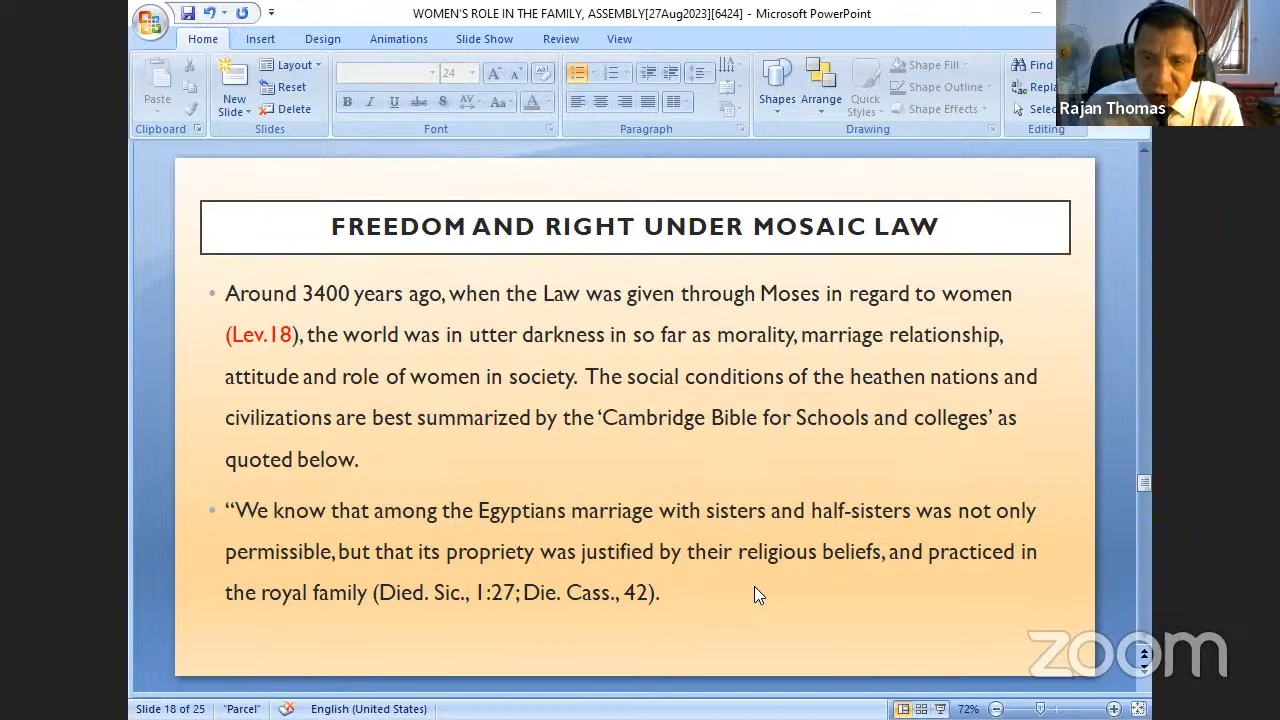 WOMEN'S ROLE IN THE FAMILY, ASSEMBLY[27Aug2023][6424] - Microsoft Powerpoint
Home Insert Design Animations Slide Show Review View
Paste
Clipboard
New
Slide
Layout
Reset
Delete
Slides
24
B I U abc S AV Aa A
Font
Paragraph
Shapes
Arrange
Quick
Styles
Shape Fill
Shape Outline
Shape Effects
Drawing
Find
Editing
Rajan Thomas
FREEDOM AND RIGHT UNDER MOSAIC LAW
• Around 3400 years ago, when the Law was given through Moses in regard to women
(Lev.18), the world was in utter darkness in so far as morality, marriage relationship,
attitude and role of women in society. The social conditions of the heathen nations and
civilizations are best summarized by the ‘Cambridge Bible for Schools and colleges’ as
quoted below.
• “We know that among the Egyptians marriage with sisters and half-sisters was not only
permissible, but that its propriety was justified by their religious beliefs, and practiced in
the royal family (Died. Sic., 1:27; Die. Cass., 42).
zoom
Slide 18 of 25 "Parcel" English (United States) 72%